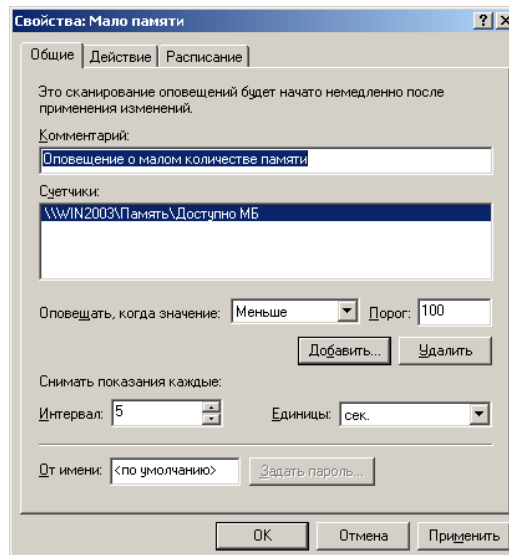 Свойства: Мало памяти
Общие Действие Расписание
Это сканирование оповещений будет начато немедленно после
применения изменений.
Комментарий:
Оповещение о малом количестве памяти
Счетчики:
\\WIN2003\Память\Доступно МБ
Оповещать, когда значение: Меньше Порог: 100
Добавить... Удалить
Снимать показания каждые:
Интервал: 5 Единицы: сек.
От имени: <по умолчанию> Задать пароль...
OK Отмена Применить